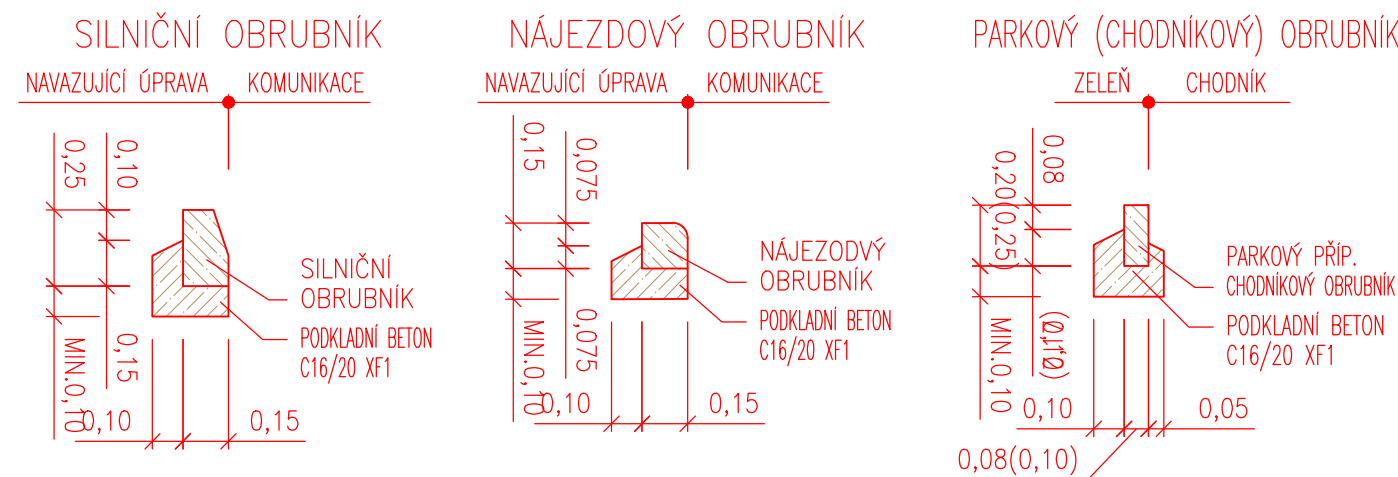 SILNIČNÍ OBRUBNÍK
NAVAZUJÍCÍ ÚPRAVA KOMUNIKACE
0,25
0,10
SILNIČNÍ
OBRUBNÍK
PODKLADNÍ BETON
C16/20 XF1
MIN.0,10
0,15
0,10
0,15
NÁJEZDOVÝ OBRUBNÍK
NAVAZUJÍCÍ ÚPRAVA KOMUNIKACE
0,15
0,075
NÁJEZODVÝ
OBRUBNÍK
PODKLADNÍ BETON
C16/20 XF1
MIN.0,10
0,075
0,10
0,15
PARKOVÝ (CHODNÍKOVÝ) OBRUBNÍK
ZELEŇ CHODNÍK
0,20(0,25)
0,08
PARKOVÝ PŘÍP.
CHODNÍKOVÝ OBRUBNÍK
PODKLADNÍ BETON
C16/20 XF1
MIN.0,10
0,10
0,05
0,08(0,10)